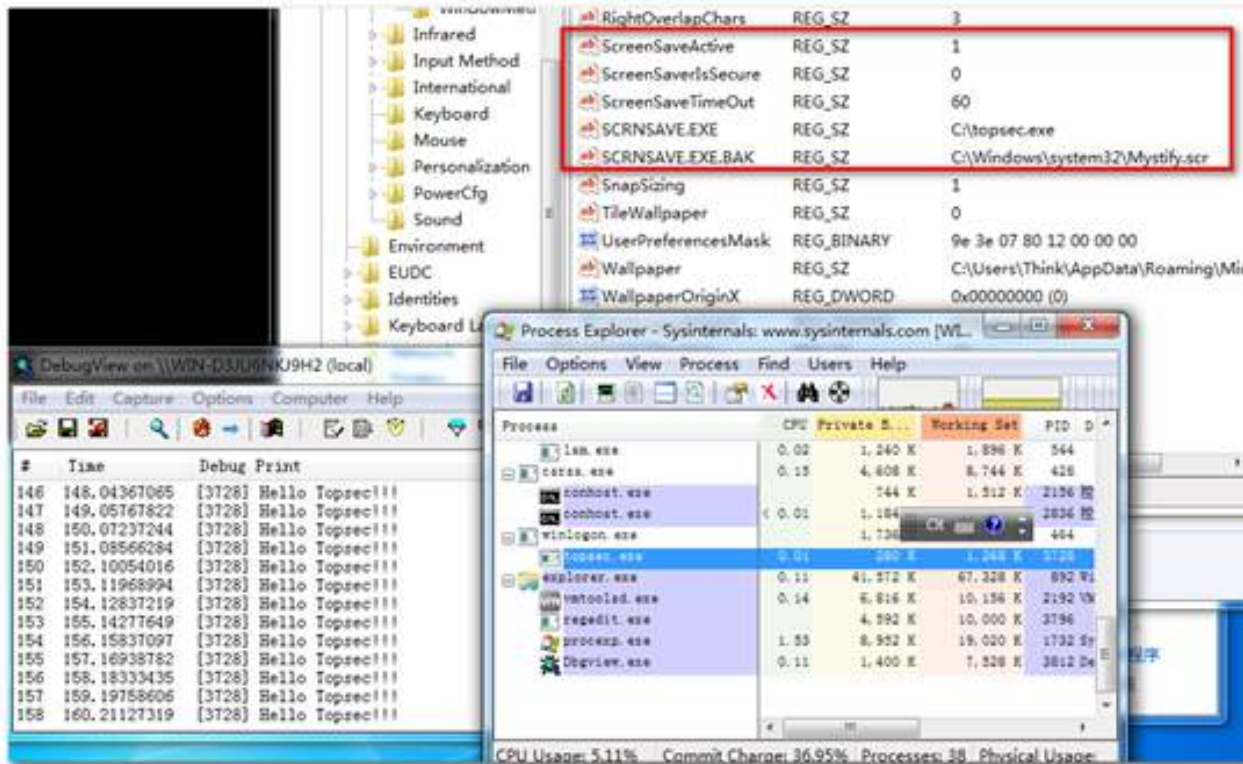 Infrared
Input Method
International
Keyboard
Mouse
Personalization
PowerCfg
Sound
Environment
EUDC
Identities
Keyboard
RightOverlapChars REG_SZ 3
ScreenSaveActive REG_SZ 1
ScreenSaverIsSecure REG_SZ 0
ScreenSaveTimeOut REG_SZ 60
SCRNSAVE.EXE REG_SZ C:\topsec.exe
SCRNSAVE.EXE.BAK REG_SZ C:\Windows\system32\Mystify.scr
SnapSizing REG_SZ 1
TileWallpaper REG_SZ 0
UserPreferencesMask REG_BINARY 9e 3e 07 80 12 00 00 00
Wallpaper REG_SZ C:\Users\Think\AppData\Roaming\Mi
WallpaperOriginX REG_DWORD 0x00000000 (0)
DebugView on \\WIN-D3JU6NKJ9H2 (local)
File Edit Capture Options Computer Help
# Time Debug Print
146 148.04367065 [3728] Hello Topsec!!!
147 149.05767822 [3728] Hello Topsec!!!
148 150.07237244 [3728] Hello Topsec!!!
149 151.08566284 [3728] Hello Topsec!!!
150 152.10054016 [3728] Hello Topsec!!!
151 153.11968994 [3728] Hello Topsec!!!
152 154.12837219 [3728] Hello Topsec!!!
153 155.14277649 [3728] Hello Topsec!!!
154 156.15837097 [3728] Hello Topsec!!!
155 157.16938782 [3728] Hello Topsec!!!
156 158.18333435 [3728] Hello Topsec!!!
157 159.19758606 [3728] Hello Topsec!!!
158 160.21127319 [3728] Hello Topsec!!!
Process Explorer - Sysinternals: www.sysinternals.com [WI...
File Options View Process Find Users Help
Process CPU Private B... Working Set PID D
lsm.exe 0.02 1,240 K 1,896 K 564
csrss.exe 0.15 4,608 K 8,744 K 428
conhost.exe 744 K 1,512 K 2156
conhost.exe < 0.01 1,184 2836
CH
winlogon.exe 1,736 464
topsec.exe 0.01 280 K 1,268 K 3728
explorer.exe 0.11 41,572 K 67,328 K 892 Wi
vmtoolsd.exe 0.14 6,816 K 10,156 K 2192 VM
regedit.exe 4,592 K 10,000 K 3796
procexp.exe 1.53 8,952 K 19,020 K 1732 Sy
Dbgview.exe 0.11 1,400 K 7,528 K 3812 De
程序
CPU Usage: 5.11% Commit Charge: 36.95% Processes: 38 Physical Usage: